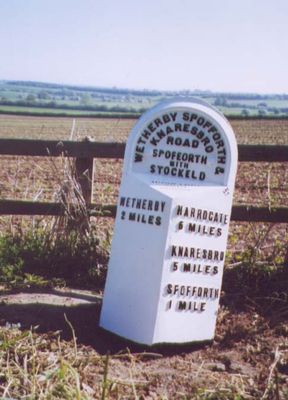 WETHERBY SPOFFORTH &
KNARESBRO
ROAD
SPOFFORTH
WITH
STOCKELD
WETHERBY
2 MILES
HARROGATE
6 MILES
KNARESBRO
5 MILES
SPOFFORTH
1 MILE